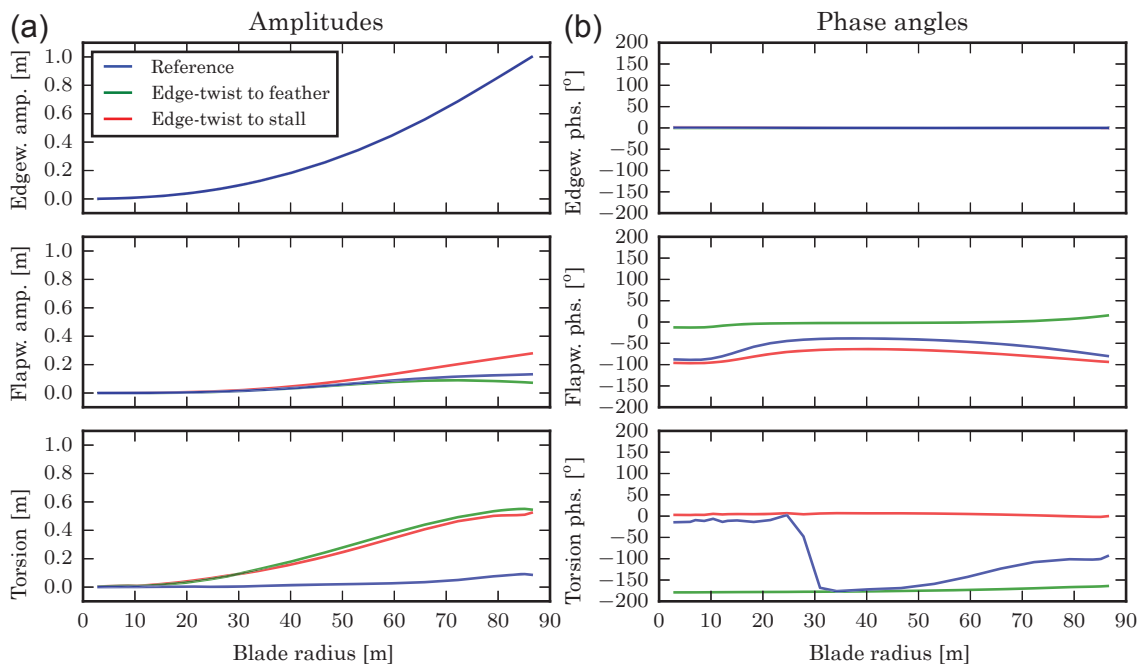 (a)
Amplitudes
Edgew. amp. [m]
1.0
0.8
0.6
0.4
0.2
0.0
Reference
Edge-twist to feather
Edge-twist to stall
Flapw. amp. [m]
1.0
0.8
0.6
0.4
0.2
0.0
Torsion [m]
1.0
0.8
0.6
0.4
0.2
0.0
0 10 20 30 40 50 60 70 80 90
Blade radius [m]
(b)
Phase angles
Edgew. phs. [°]
200
150
100
50
0
−50
−100
−150
−200
Flapw. phs. [°]
200
150
100
50
0
−50
−100
−150
−200
Torsion phs. [°]
200
150
100
50
0
−50
−100
−150
−200
0 10 20 30 40 50 60 70 80 90
Blade radius [m]